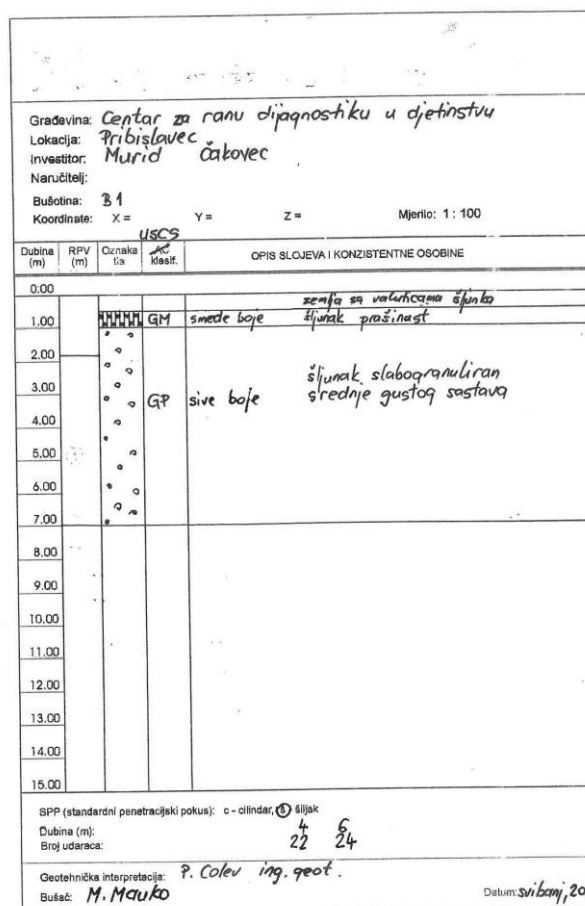 Građevina: Centar za ranu dijagnostiku u djetinstvu
Lokacija: Pribislavec
Investitor: Murid Čakovec
Naručitelj:
Bušotina: B1
Koordinate: X = Y = Z = Mjerilo: 1 : 100
USCS
Dubina (m) RPV (m) Oznaka tla AC klasif. OPIS SLOJEVA I KONZISTENTNE OSOBINE
0.00
zemlja sa valuticama šljunka
1.00 GM smeđe boje šljunak prašinast
2.00
šljunak slabogranuliran
3.00 GP sive boje srednje gustog sastava
4.00
5.00
6.00
7.00
8.00
9.00
10.00
11.00
12.00
13.00
14.00
15.00
SPP (standardni penetracijski pokus): c - cilindar, š šiljak
Dubina (m): 4 6
Broj udaraca: 22 24
Geotehnička interpretacija: P. Colev ing. geot.
Bušač: M. Mauko Datum: svibanj, 20